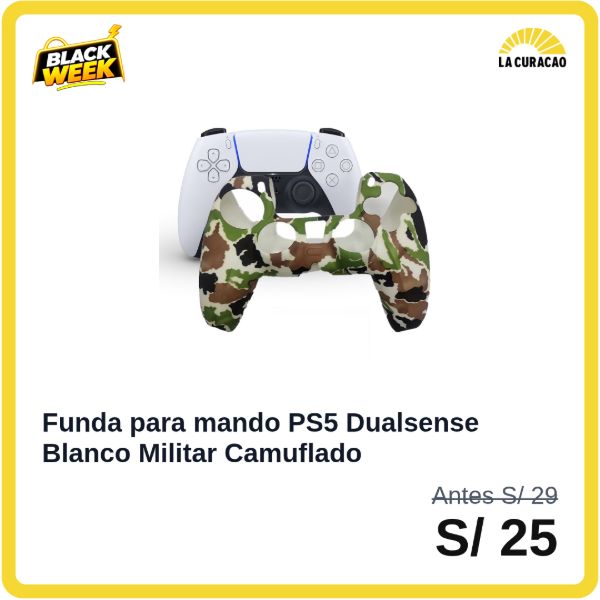 BLACK
WEEK
LA CURACAO
Funda para mando PS5 Dualsense
Blanco Militar Camuflado
Antes S/ 29
S/ 25